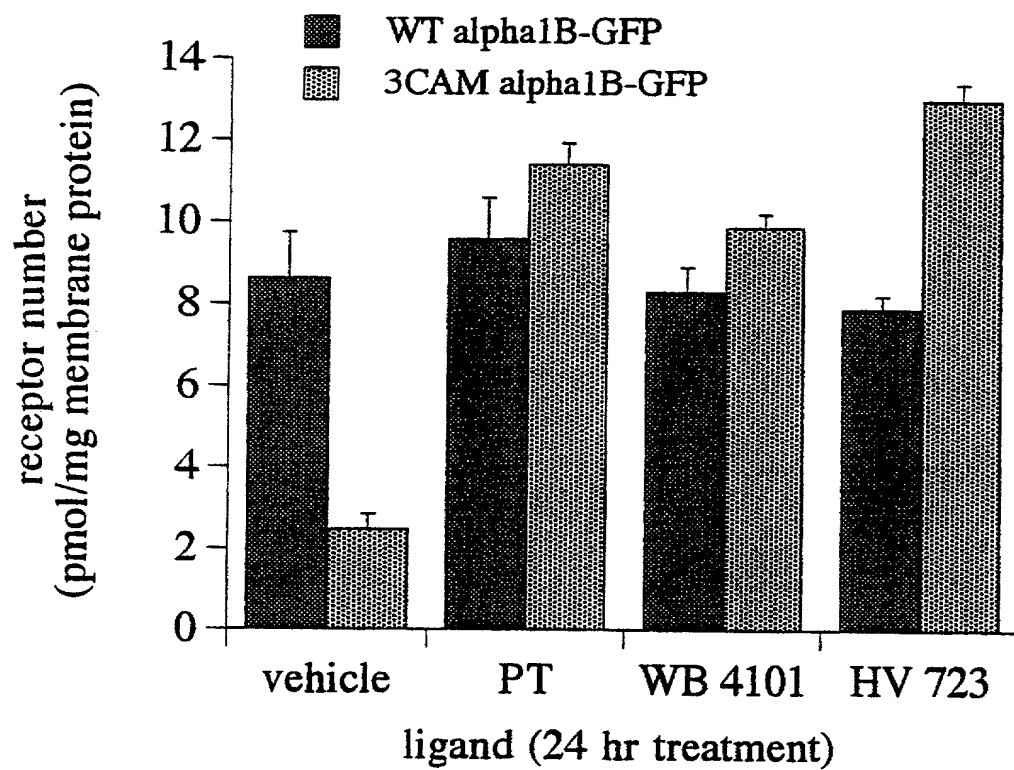 WT alpha1B-GFP
3CAM alpha1B-GFP
receptor number
(pmol/mg membrane protein)
14
12
10
8
6
4
2
0
vehicle PT WB 4101 HV 723
ligand (24 hr treatment)